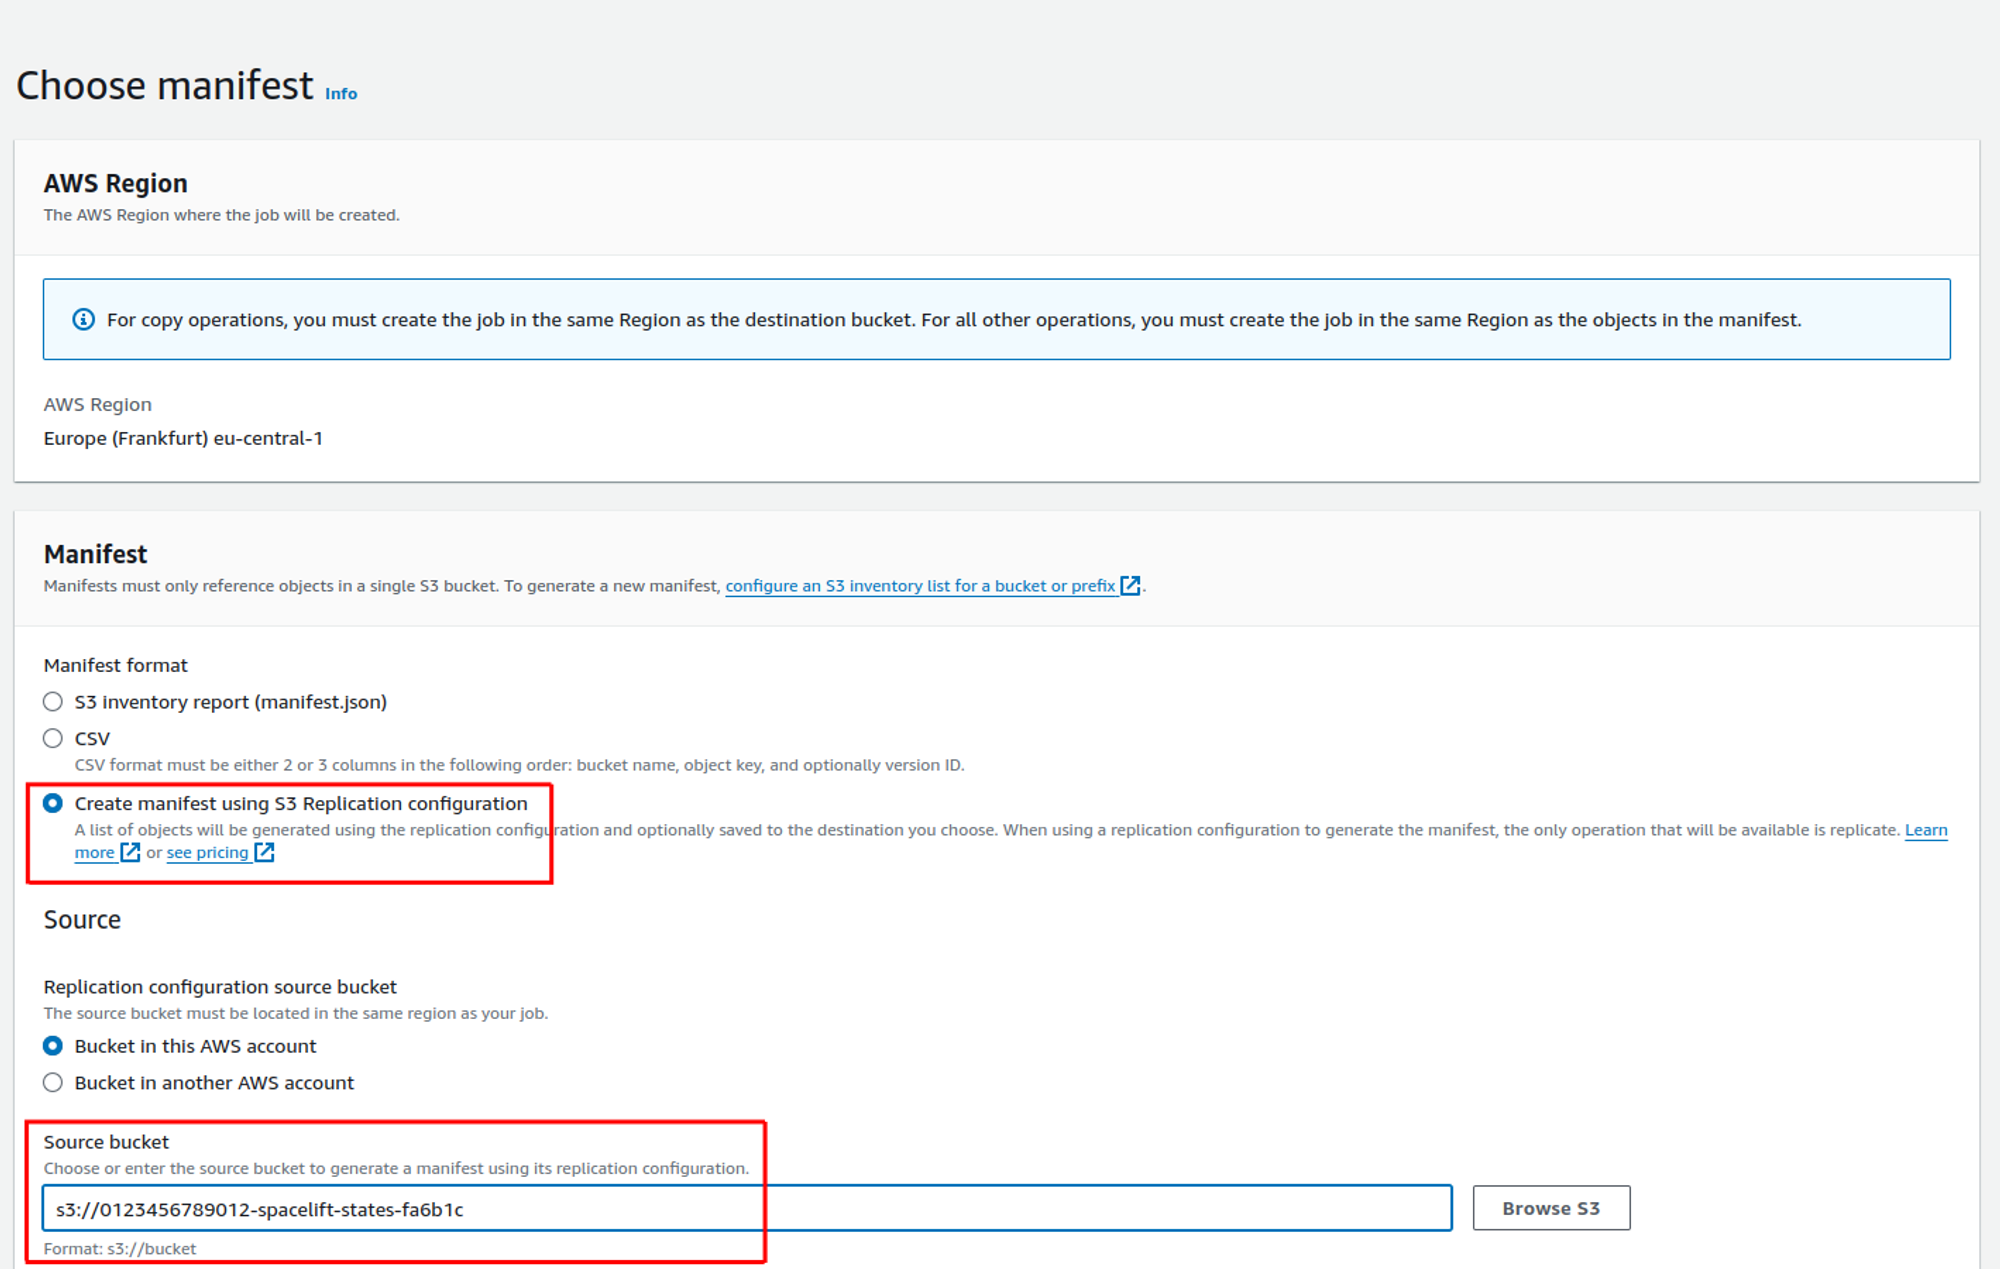 Choose manifest Info
AWS Region
The AWS Region where the job will be created.
For copy operations, you must create the job in the same Region as the destination bucket. For all other operations, you must create the job in the same Region as the objects in the manifest.
AWS Region
Europe (Frankfurt) eu-central-1
Manifest
Manifests must only reference objects in a single S3 bucket. To generate a new manifest, configure an S3 inventory list for a bucket or prefix.
Manifest format
S3 inventory report (manifest.json)
CSV
CSV format must be either 2 or 3 columns in the following order: bucket name, object key, and optionally version ID.
Create manifest using S3 Replication configuration
A list of objects will be generated using the replication configuration and optionally saved to the destination you choose. When using a replication configuration to generate the manifest, the only operation that will be available is replicate. Learn
more or see pricing
Source
Replication configuration source bucket
The source bucket must be located in the same region as your job.
Bucket in this AWS account
Bucket in another AWS account
Source bucket
Choose or enter the source bucket to generate a manifest using its replication configuration.
s3://0123456789012-spacelift-states-fa6b1c
Browse S3
Format: s3://bucket